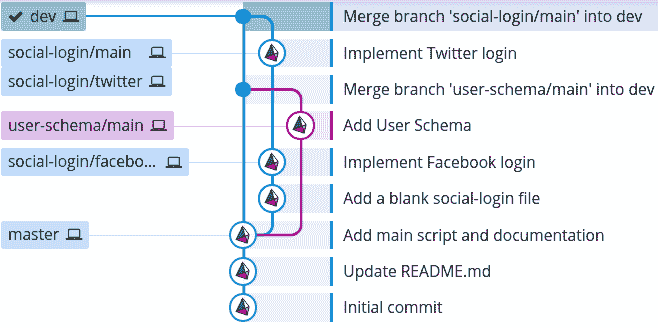 dev Merge branch 'social-login/main' into dev
social-login/main Implement Twitter login
social-login/twitter Merge branch 'user-schema/main' into dev
user-schema/main Add User Schema
social-login/facebo... Implement Facebook login
Add a blank social-login file
master Add main script and documentation
Update README.md
Initial commit